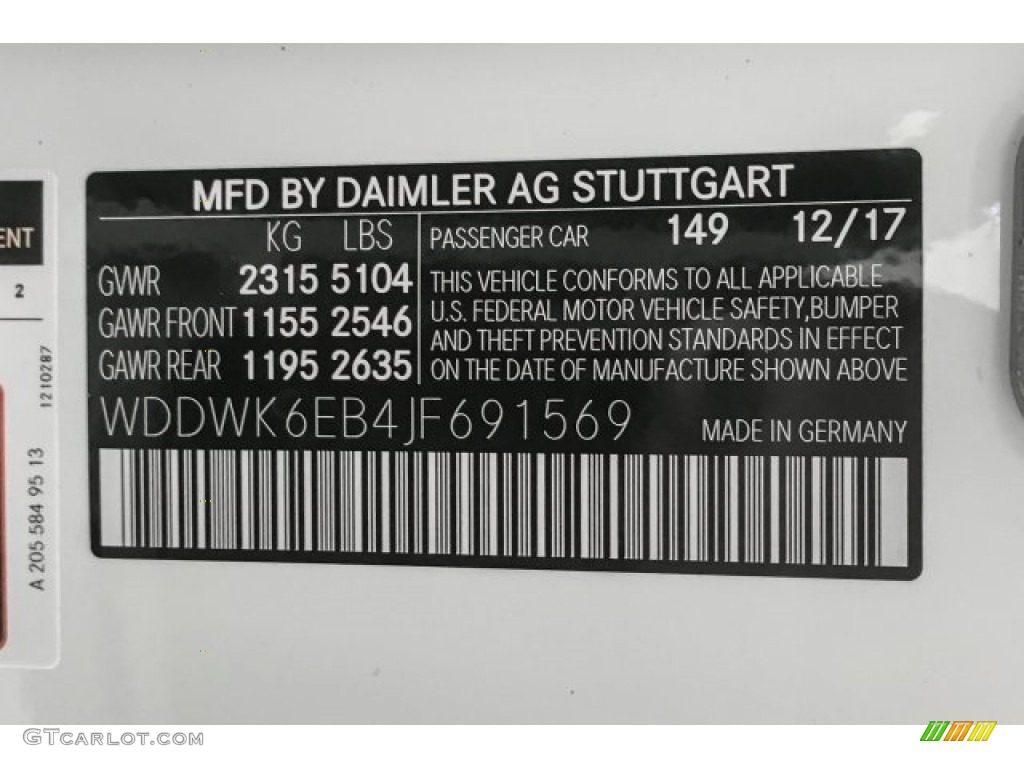 MFD BY DAIMLER AG STUTTGART
KG LBS
GVWR 2315 5104
GAWR FRONT 1155 2546
GAWR REAR 1195 2635
PASSENGER CAR 149 12/17
THIS VEHICLE CONFORMS TO ALL APPLICABLE
U.S. FEDERAL MOTOR VEHICLE SAFETY,BUMPER
AND THEFT PREVENTION STANDARDS IN EFFECT
ON THE DATE OF MANUFACTURE SHOWN ABOVE
WDDWK6EB4JF691569
MADE IN GERMANY
ENT
2
1210287
A 205 584 95 13
GTCARLOT.COM